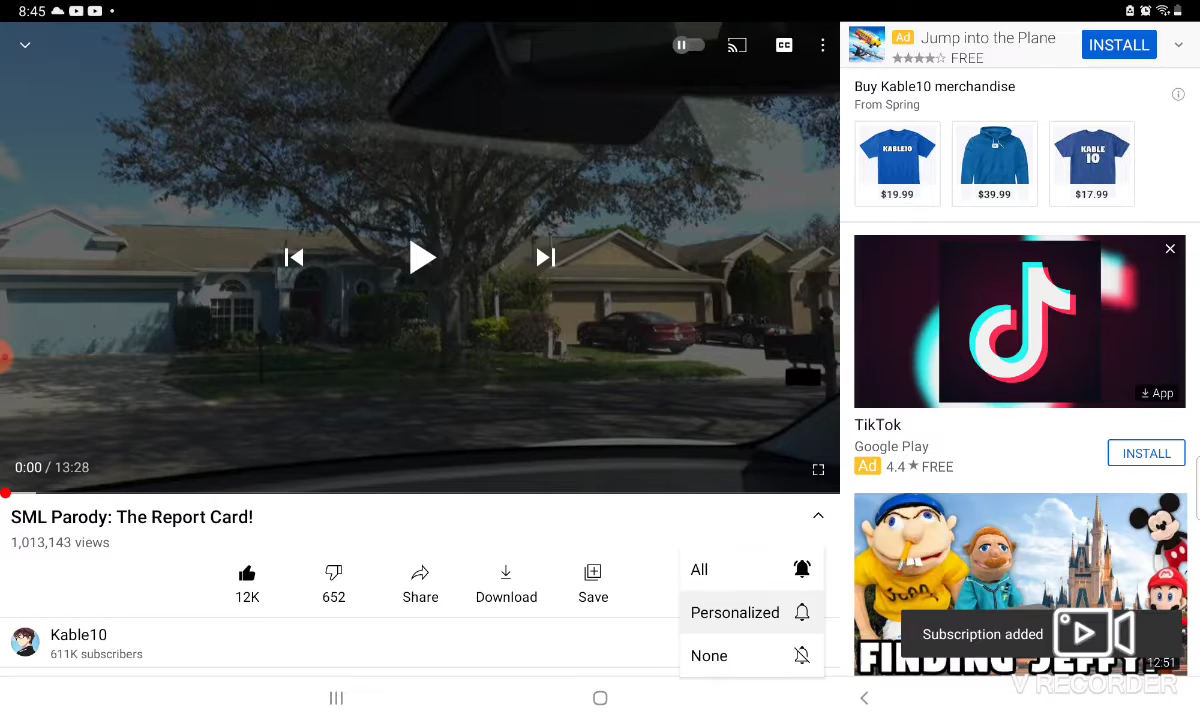 8:45
CC
Ad Jump into the Plane
FREE
INSTALL
Buy Kable10 merchandise
From Spring
KABLE10
KABLE
10
$19.99
$39.99
$17.99
App
TikTok
Google Play
Ad 4.4 ★ FREE
INSTALL
0:00 / 13:28
SML Parody: The Report Card!
1,013,143 views
12K
652
Share
Download
Save
All
Personalized
None
Kable10
611K subscribers
Subscription added
FINDING JEFFY!
12:51
V RECORDER